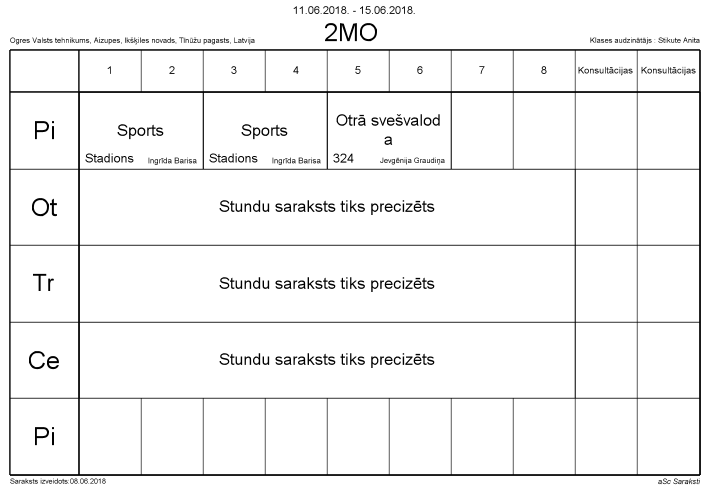 11.06.2018. - 15.06.2018.
2MO
Ogres Valsts tehnikums, Aizupes, Ikšķiles novads, Tīnūžu pagasts, Latvija
Klases audzinātājs : Stikute Anita
1 2 3 4 5 6 7 8 Konsultācijas Konsultācijas
Pi
Sports
Stadions Ingrīda Barisa
Sports
Stadions Ingrīda Barisa
Otrā svešvalod
a
324 Jevgēnija Graudiņa
Ot
Stundu saraksts tiks precizēts
Tr
Stundu saraksts tiks precizēts
Ce
Stundu saraksts tiks precizēts
Pi
Saraksts izveidots:08.06.2018
aSc Saraksti